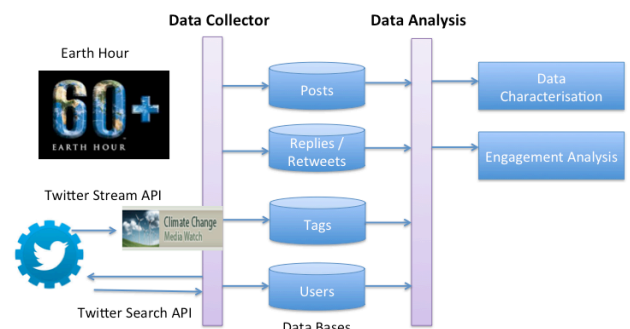 Data Collector
Data Analysis
Earth Hour
60+
EARTH HOUR
Posts
Data
Characterisation
Replies /
Retweets
Engagement Analysis
Twitter Stream API
Climate Change
Media Watch
Tags
Users
Twitter Search API
Data Bases